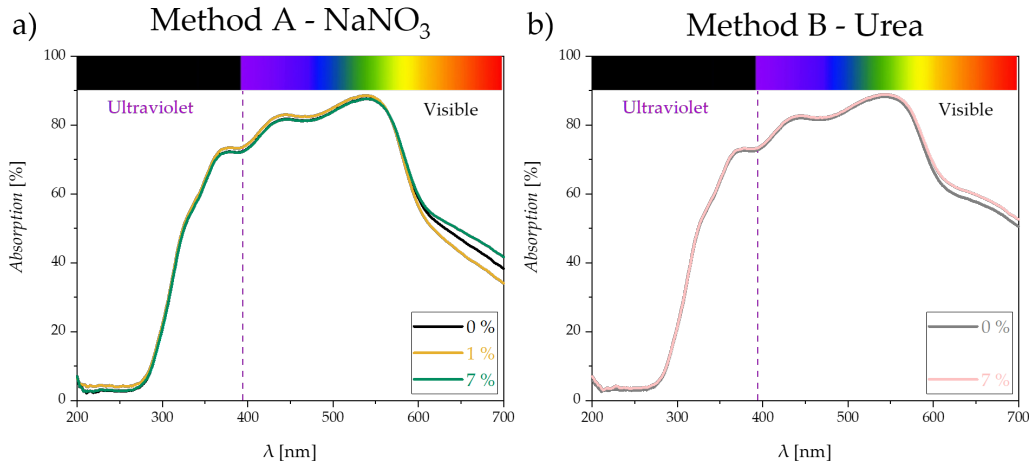 a)
Method A - NaNO₃
100
80
60
40
20
0
Absorption [%]
Ultraviolet
Visible
0 %
1 %
7 %
200
300
400
500
600
700
λ [nm]
b)
Method B - Urea
100
80
60
40
20
0
Absorption [%]
Ultraviolet
Visible
0 %
7 %
200
300
400
500
600
700
λ [nm]